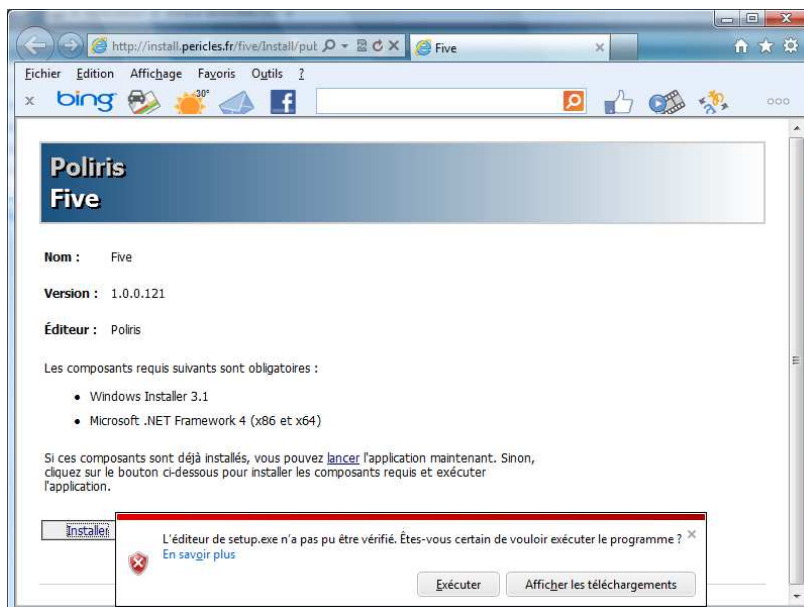 http://install.pericles.fr/five/Install/put
Five
Fichier Edition Affichage Favoris Outils ?
x bing 30°
Poliris
Five
Nom : Five
Version : 1.0.0.121
Éditeur : Poliris
Les composants requis suivants sont obligatoires :
• Windows Installer 3.1
• Microsoft .NET Framework 4 (x86 et x64)
Si ces composants sont déjà installés, vous pouvez lancer l'application maintenant. Sinon,
cliquez sur le bouton ci-dessous pour installer les composants requis et exécuter
l'application.
Installer
L'éditeur de setup.exe n'a pas pu être vérifié. Êtes-vous certain de vouloir exécuter le programme ?
En savoir plus
Exécuter
Afficher les téléchargements